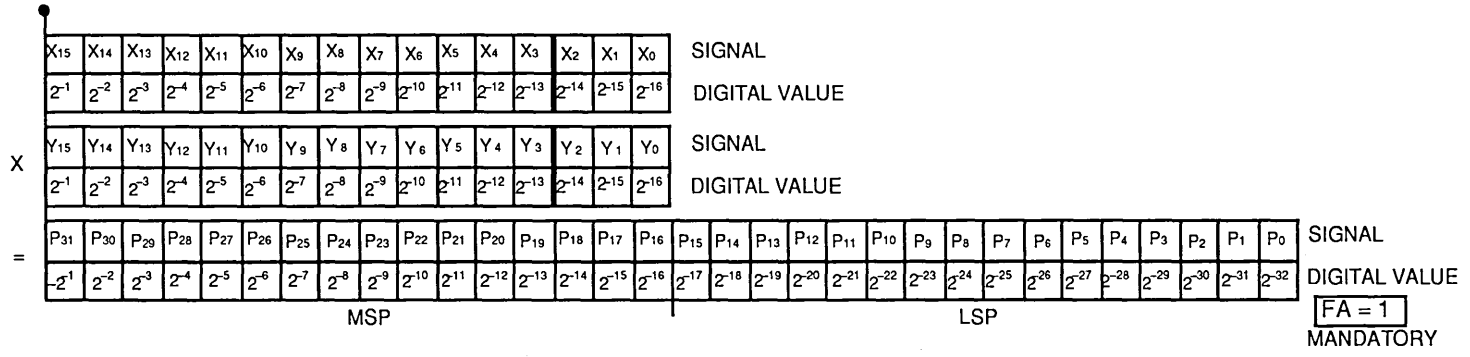 X15 X14 X13 X12 X11 X10 X9 X8 X7 X6 X5 X4 X3 X2 X1 X0 SIGNAL
2⁻¹ 2⁻² 2⁻³ 2⁻⁴ 2⁻⁵ 2⁻⁶ 2⁻⁷ 2⁻⁸ 2⁻⁹ 2⁻¹⁰ 2⁻¹¹ 2⁻¹² 2⁻¹³ 2⁻¹⁴ 2⁻¹⁵ 2⁻¹⁶ DIGITAL VALUE
Y15 Y14 Y13 Y12 Y11 Y10 Y9 Y8 Y7 Y6 Y5 Y4 Y3 Y2 Y1 Y0 SIGNAL
X
2⁻¹ 2⁻² 2⁻³ 2⁻⁴ 2⁻⁵ 2⁻⁶ 2⁻⁷ 2⁻⁸ 2⁻⁹ 2⁻¹⁰ 2⁻¹¹ 2⁻¹² 2⁻¹³ 2⁻¹⁴ 2⁻¹⁵ 2⁻¹⁶ DIGITAL VALUE
P31 P30 P29 P28 P27 P26 P25 P24 P23 P22 P21 P20 P19 P18 P17 P16 P15 P14 P13 P12 P11 P10 P9 P8 P7 P6 P5 P4 P3 P2 P1 P0 SIGNAL
=
-2⁻¹ 2⁻² 2⁻³ 2⁻⁴ 2⁻⁵ 2⁻⁶ 2⁻⁷ 2⁻⁸ 2⁻⁹ 2⁻¹⁰ 2⁻¹¹ 2⁻¹² 2⁻¹³ 2⁻¹⁴ 2⁻¹⁵ 2⁻¹⁶ 2⁻¹⁷ 2⁻¹⁸ 2⁻¹⁹ 2⁻²⁰ 2⁻²¹ 2⁻²² 2⁻²³ 2⁻²⁴ 2⁻²⁵ 2⁻²⁶ 2⁻²⁷ 2⁻²⁸ 2⁻²⁹ 2⁻³⁰ 2⁻³¹ 2⁻³² DIGITAL VALUE
MSP LSP FA = 1
MANDATORY